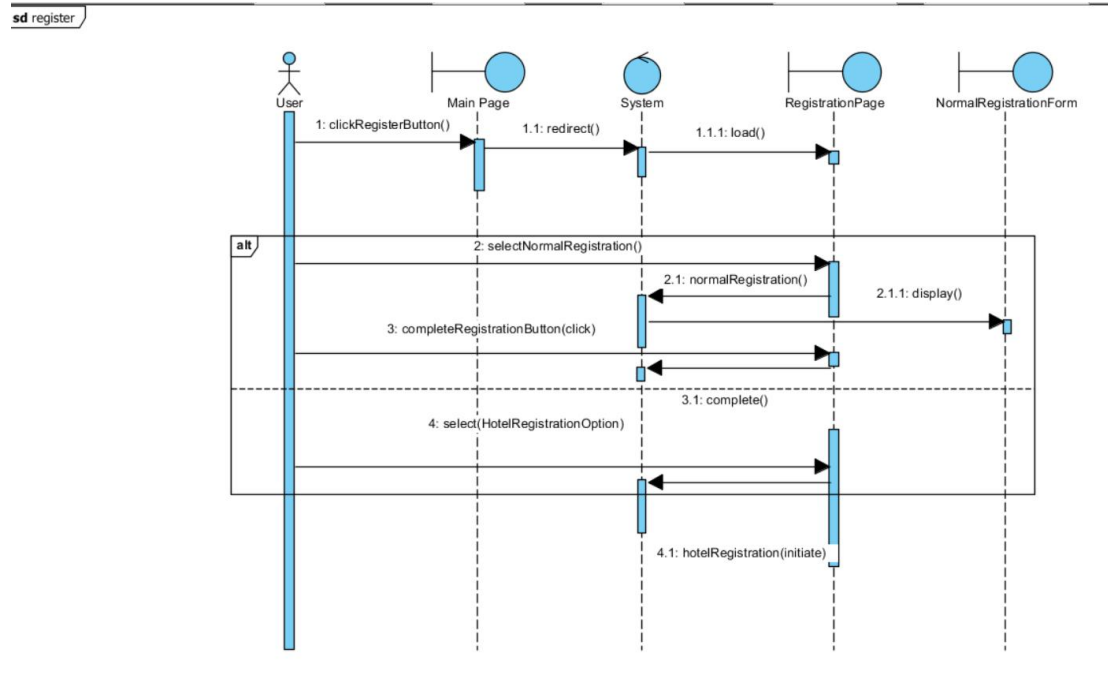 sd register
User
Main Page
System
RegistrationPage
NormalRegistrationForm
1: clickRegisterButton()
1.1: redirect()
1.1.1: load()
alt
2: selectNormalRegistration()
2.1: normalRegistration()
2.1.1: display()
3: completeRegistrationButton(click)
3.1: complete()
4: select(HotelRegistrationOption)
4.1: hotelRegistration(initiate)